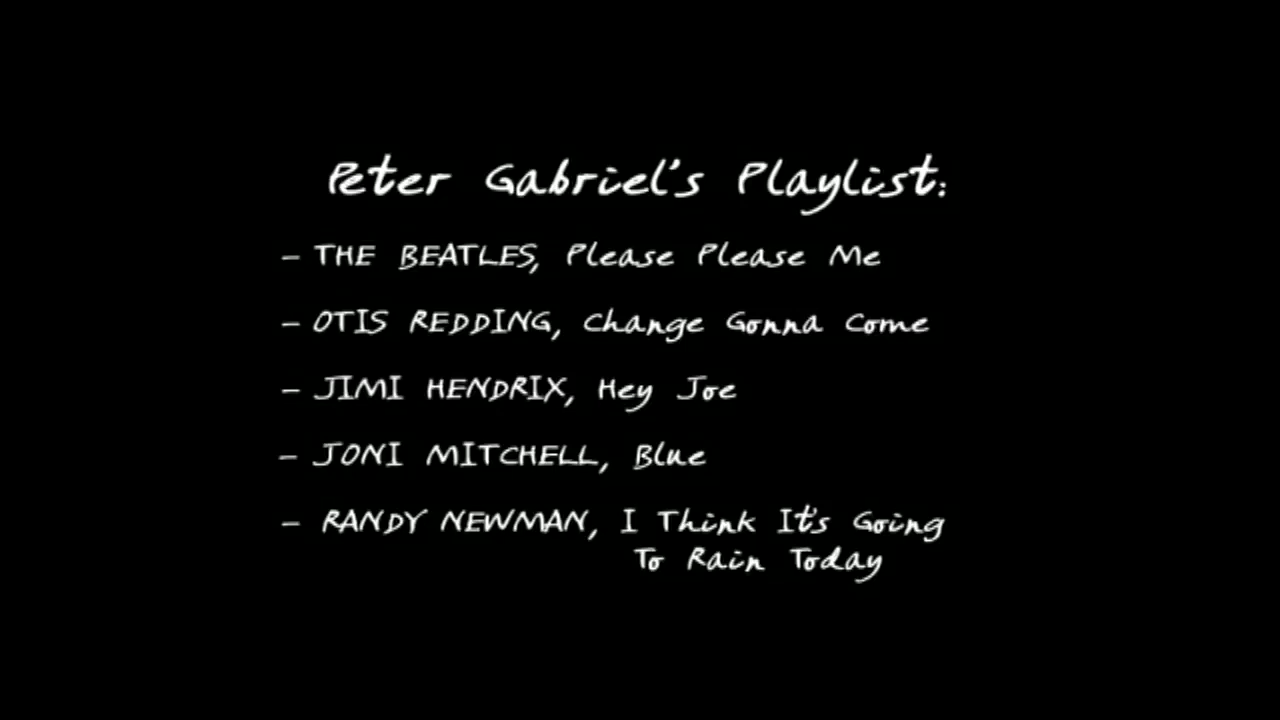 Peter Gabriel's Playlist:
- THE BEATLES, Please Please Me
- OTIS REDDING, Change Gonna Come
- JIMI HENDRIX, Hey Joe
- JONI MITCHELL, Blue
- RANDY NEWMAN, I Think It's Going
To Rain Today